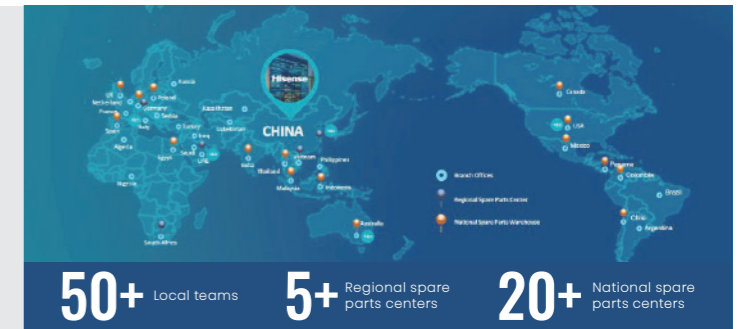 Hisense
CHINA
Russia
UK
Netherland
Poland
Germany
France
Serbia
Italy
Spain
Turkey
Kazakhstan
Uzbekistan
Iraq
Algeria
Egypt
Saudi
UAE
India
Vietnam
Philippines
Thailand
Malaysia
Indonesia
Nigeria
South Africa
Australia
Canada
USA
Mexico
Panama
Colombia
Brasil
Chile
Argentina
Branch Offices
Regional Spare Parts Center
National Spare Parts Warehouse
50+ Local teams
5+ Regional spare
parts centers
20+ National spare
parts centers